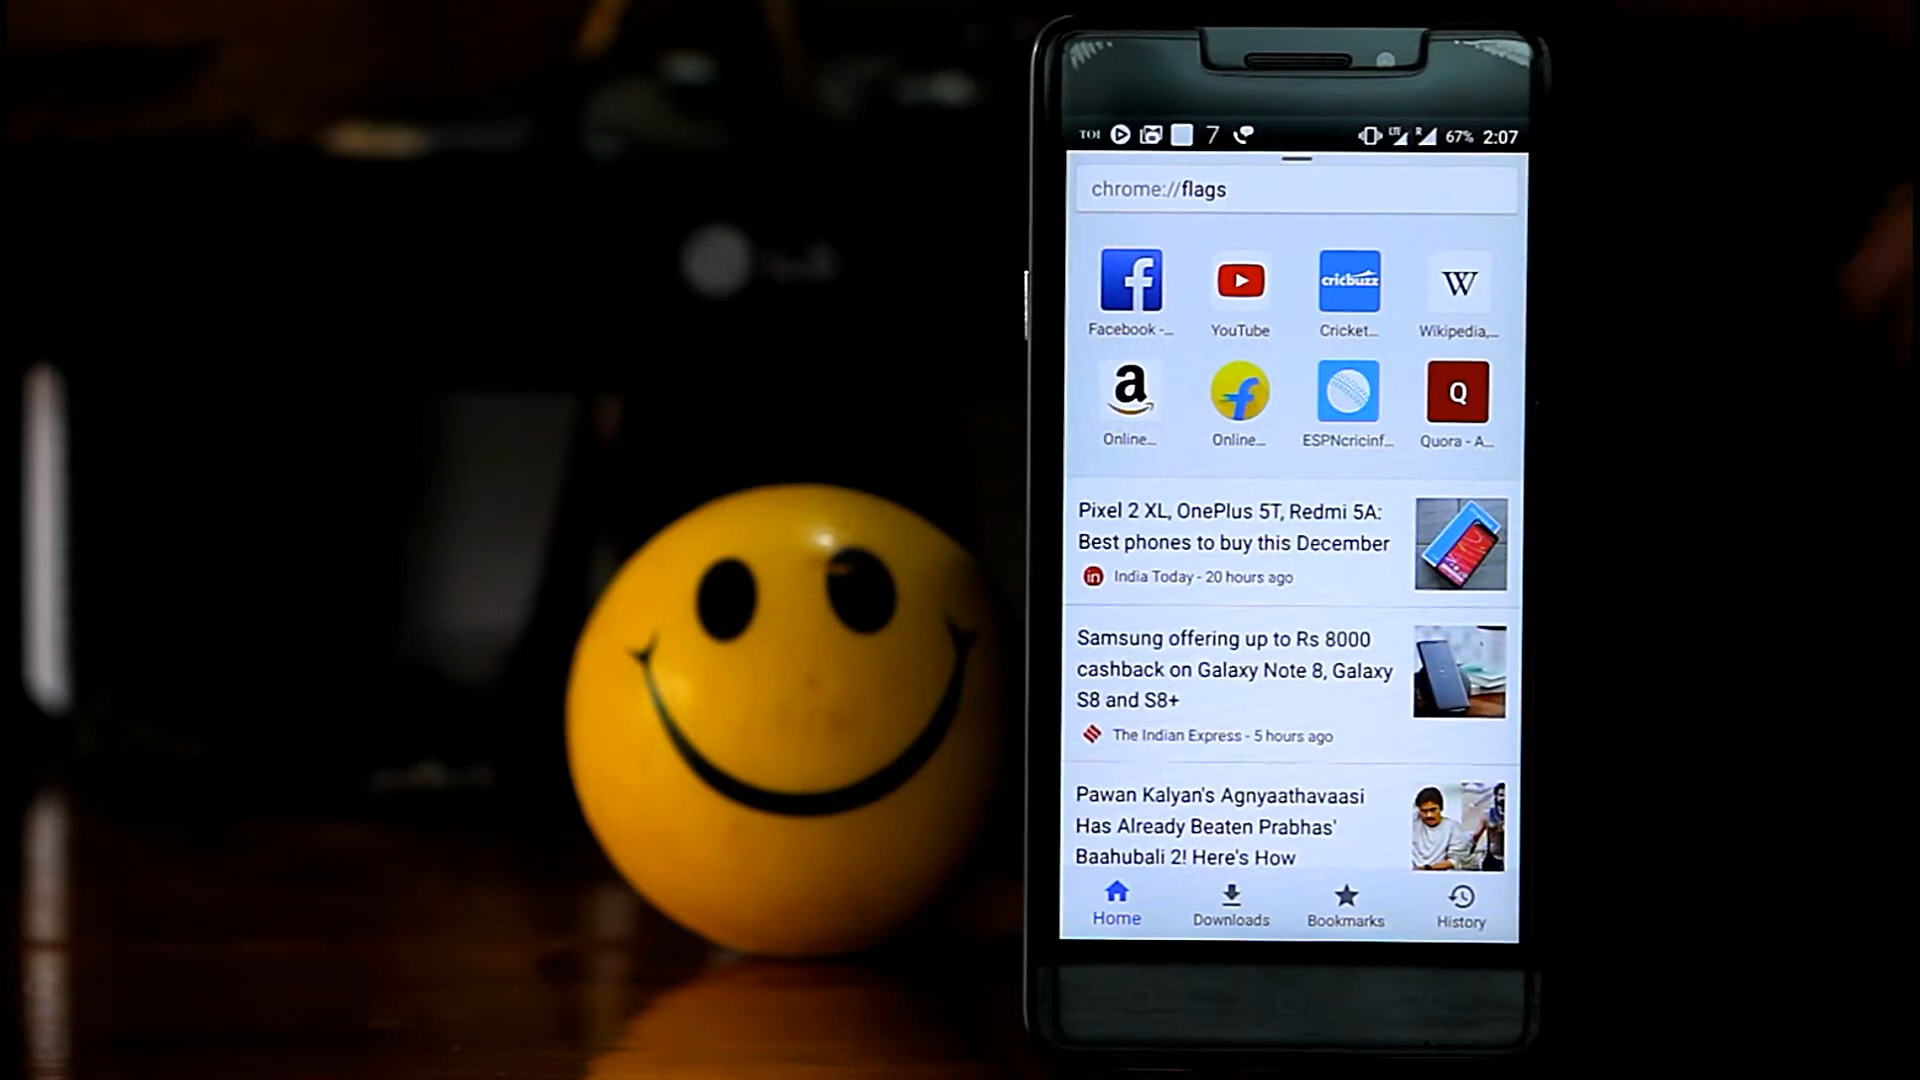 TOI 7 LTE R 67% 2:07
chrome://flags
f cricbuzz W
Facebook -... YouTube Cricket... Wikipedia,...
a f Q
Online... Online... ESPNcricinf... Quora - A...
Pixel 2 XL, OnePlus 5T, Redmi 5A:
Best phones to buy this December
in India Today - 20 hours ago
Samsung offering up to Rs 8000
cashback on Galaxy Note 8, Galaxy
S8 and S8+
The Indian Express - 5 hours ago
Pawan Kalyan's Agnyaathavaasi
Has Already Beaten Prabhas'
Baahubali 2! Here's How
Home Downloads Bookmarks History